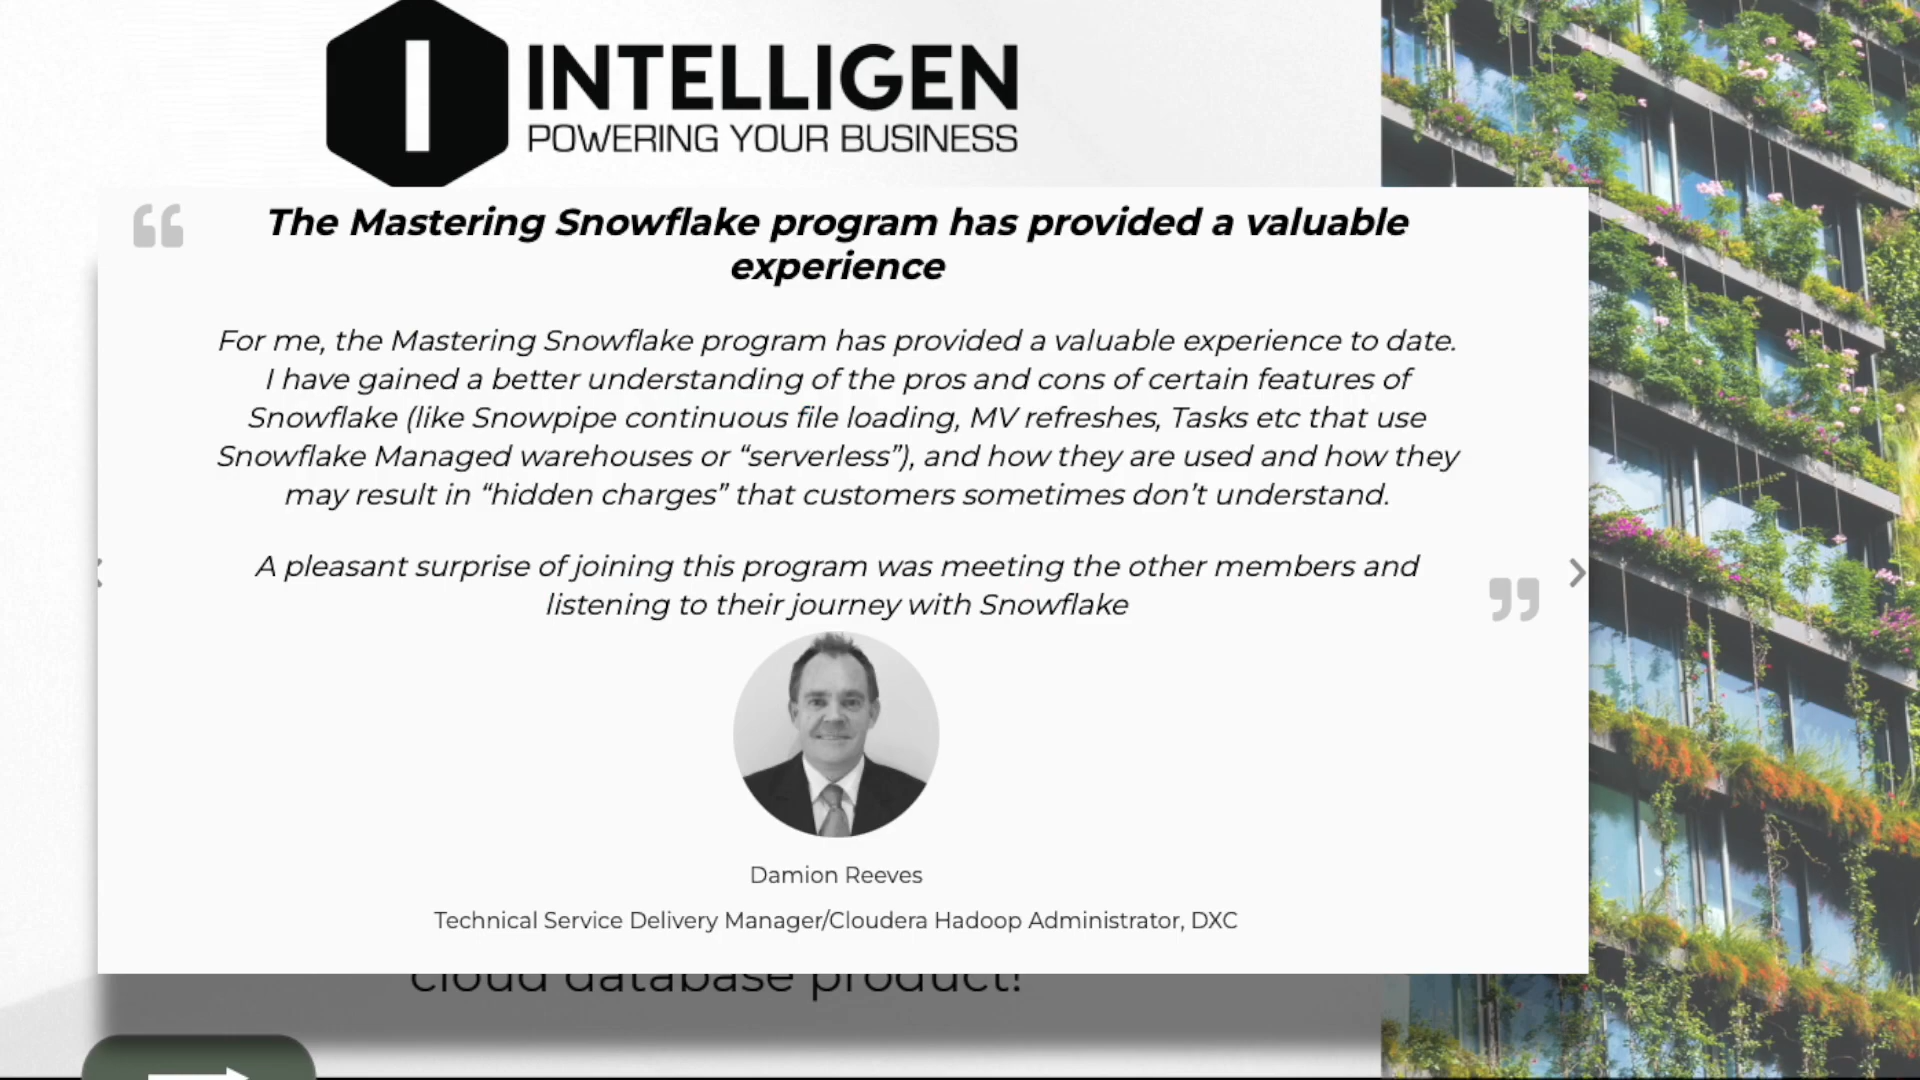 INTELLIGEN
POWERING YOUR BUSINESS
The Mastering Snowflake program has provided a valuable
experience
For me, the Mastering Snowflake program has provided a valuable experience to date.
I have gained a better understanding of the pros and cons of certain features of
Snowflake (like Snowpipe continuous file loading, MV refreshes, Tasks etc that use
Snowflake Managed warehouses or “serverless”), and how they are used and how they
may result in “hidden charges” that customers sometimes don’t understand.
A pleasant surprise of joining this program was meeting the other members and
listening to their journey with Snowflake
Damion Reeves
Technical Service Delivery Manager/Cloudera Hadoop Administrator, DXC
cloud database product!